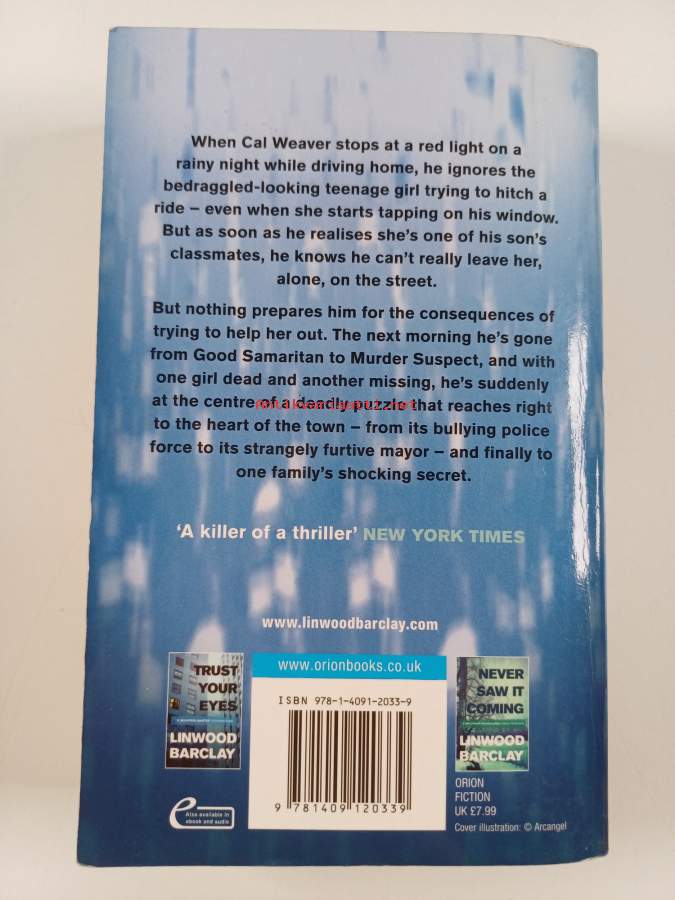 When Cal Weaver stops at a red light on a
rainy night while driving home, he ignores the
bedraggled-looking teenage girl trying to hitch a
ride – even when she starts tapping on his window.
But as soon as he realises she's one of his son's
classmates, he knows he can't really leave her,
alone, on the street.
But nothing prepares him for the consequences of
trying to help her out. The next morning he's gone
from Good Samaritan to Murder Suspect, and with
one girl dead and another missing, he's suddenly
at the centre of a deadly puzzle that reaches right
to the heart of the town – from its bullying police
force to its strangely furtive mayor – and finally to
one family's shocking secret.
'A killer of a thriller' NEW YORK TIMES
www.linwoodbarclay.com
TRUST
YOUR
EYES
LINWOOD
BARCLAY
www.orionbooks.co.uk
ISBN 978-1-4091-2033-9
9 781409 120339
NEVER
SAW IT
COMING
LINWOOD
BARCLAY
Also available in
ebook and audio
ORION
FICTION
UK £7.99
Cover illustration: © Arcangel